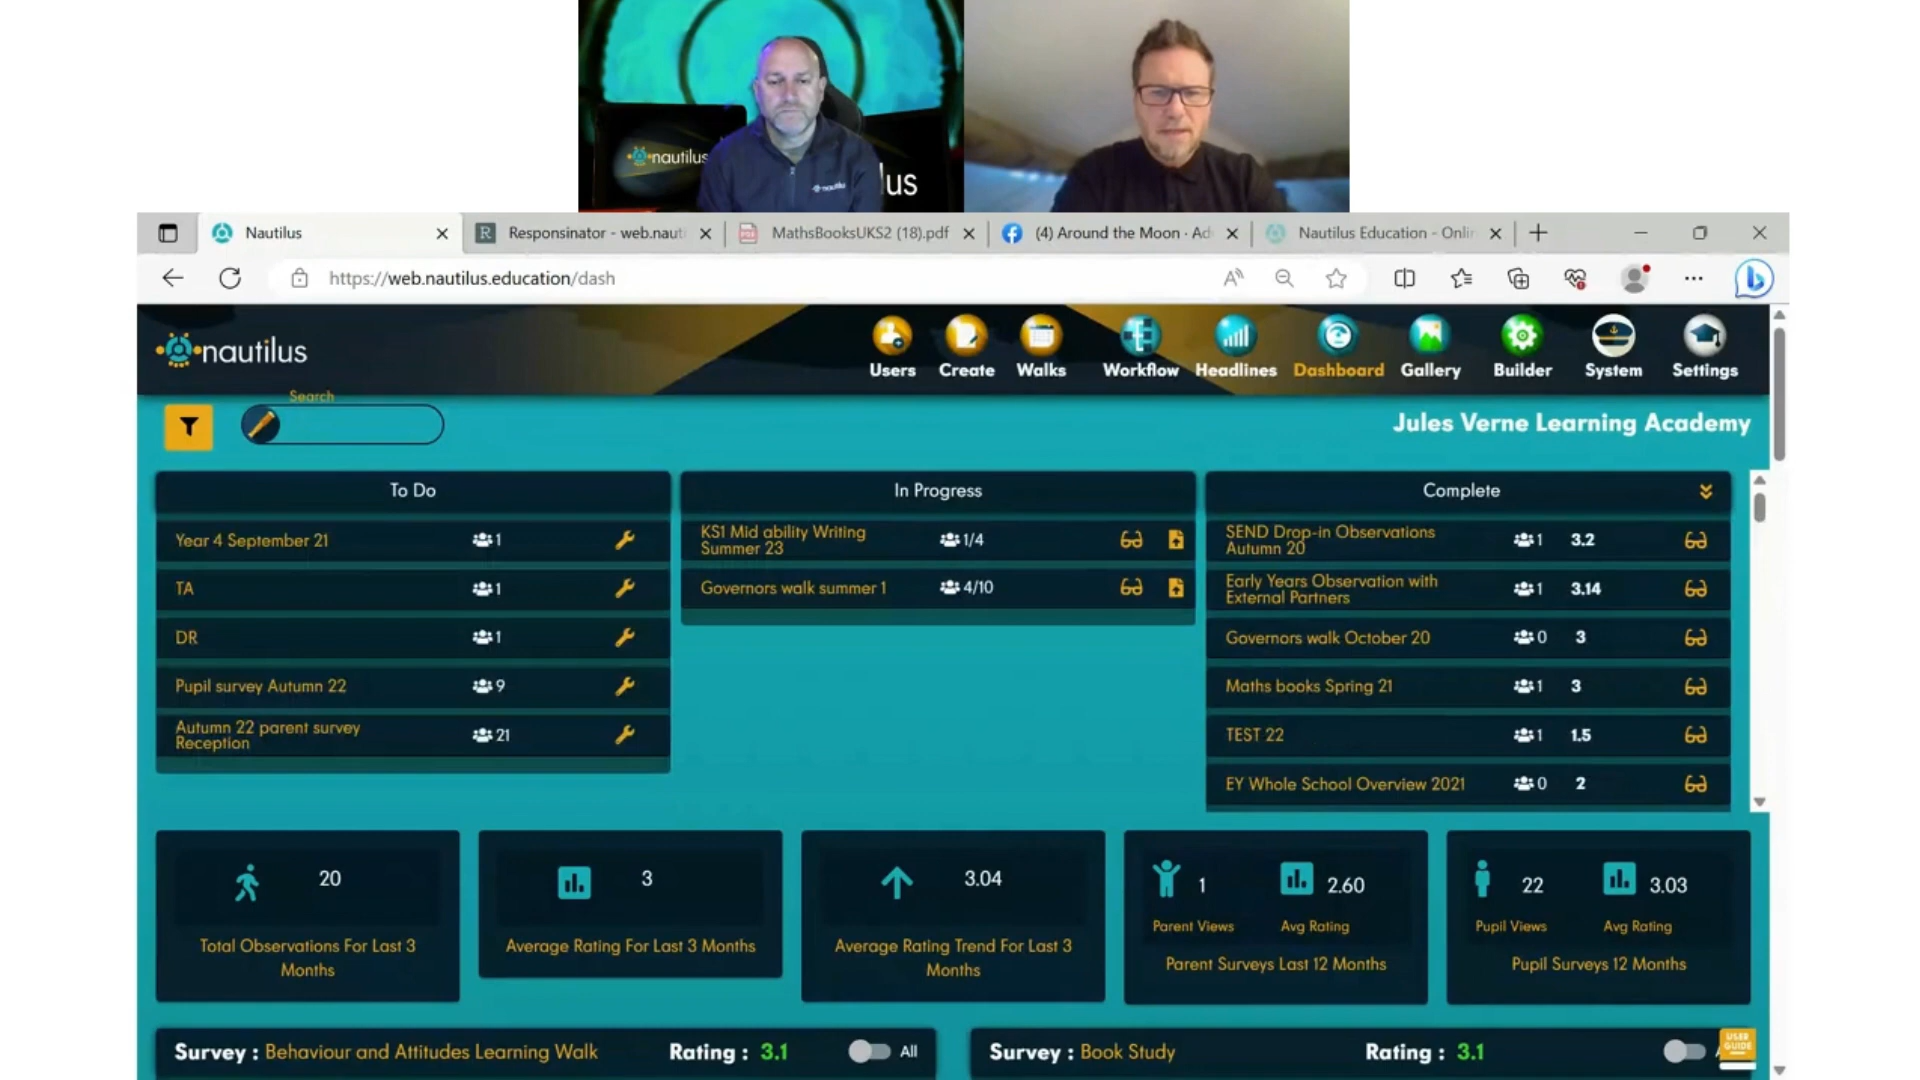 nautilus
nautilus
lus
Nautilus
Responsinator - web.nauti
MathsBooksUKS2 (18).pdf
(4) Around the Moon · Ad
Nautilus Education - Onlin
https://web.nautilus.education/dash
nautilus
Users
Create
Walks
Workflow
Headlines
Dashboard
Gallery
Builder
System
Settings
Search
Jules Verne Learning Academy
To Do
Year 4 September 21
1
TA
1
DR
1
Pupil survey Autumn 22
9
Autumn 22 parent survey
Reception
21
In Progress
KS1 Mid ability Writing
Summer 23
1/4
Governors walk summer 1
4/10
Complete
SEND Drop-in Observations
Autumn 20
1 3.2
Early Years Observation with
External Partners
1 3.14
Governors walk October 20
0 3
Maths books Spring 21
1 3
TEST 22
1 1.5
EY Whole School Overview 2021
0 2
20
Total Observations For Last 3
Months
3
Average Rating For Last 3 Months
3.04
Average Rating Trend For Last 3
Months
1 2.60
Parent Views Avg Rating
Parent Surveys Last 12 Months
22 3.03
Pupil Views Avg Rating
Pupil Surveys 12 Months
Survey : Behaviour and Attitudes Learning Walk Rating : 3.1 All
Survey : Book Study Rating : 3.1
USER
GUIDE